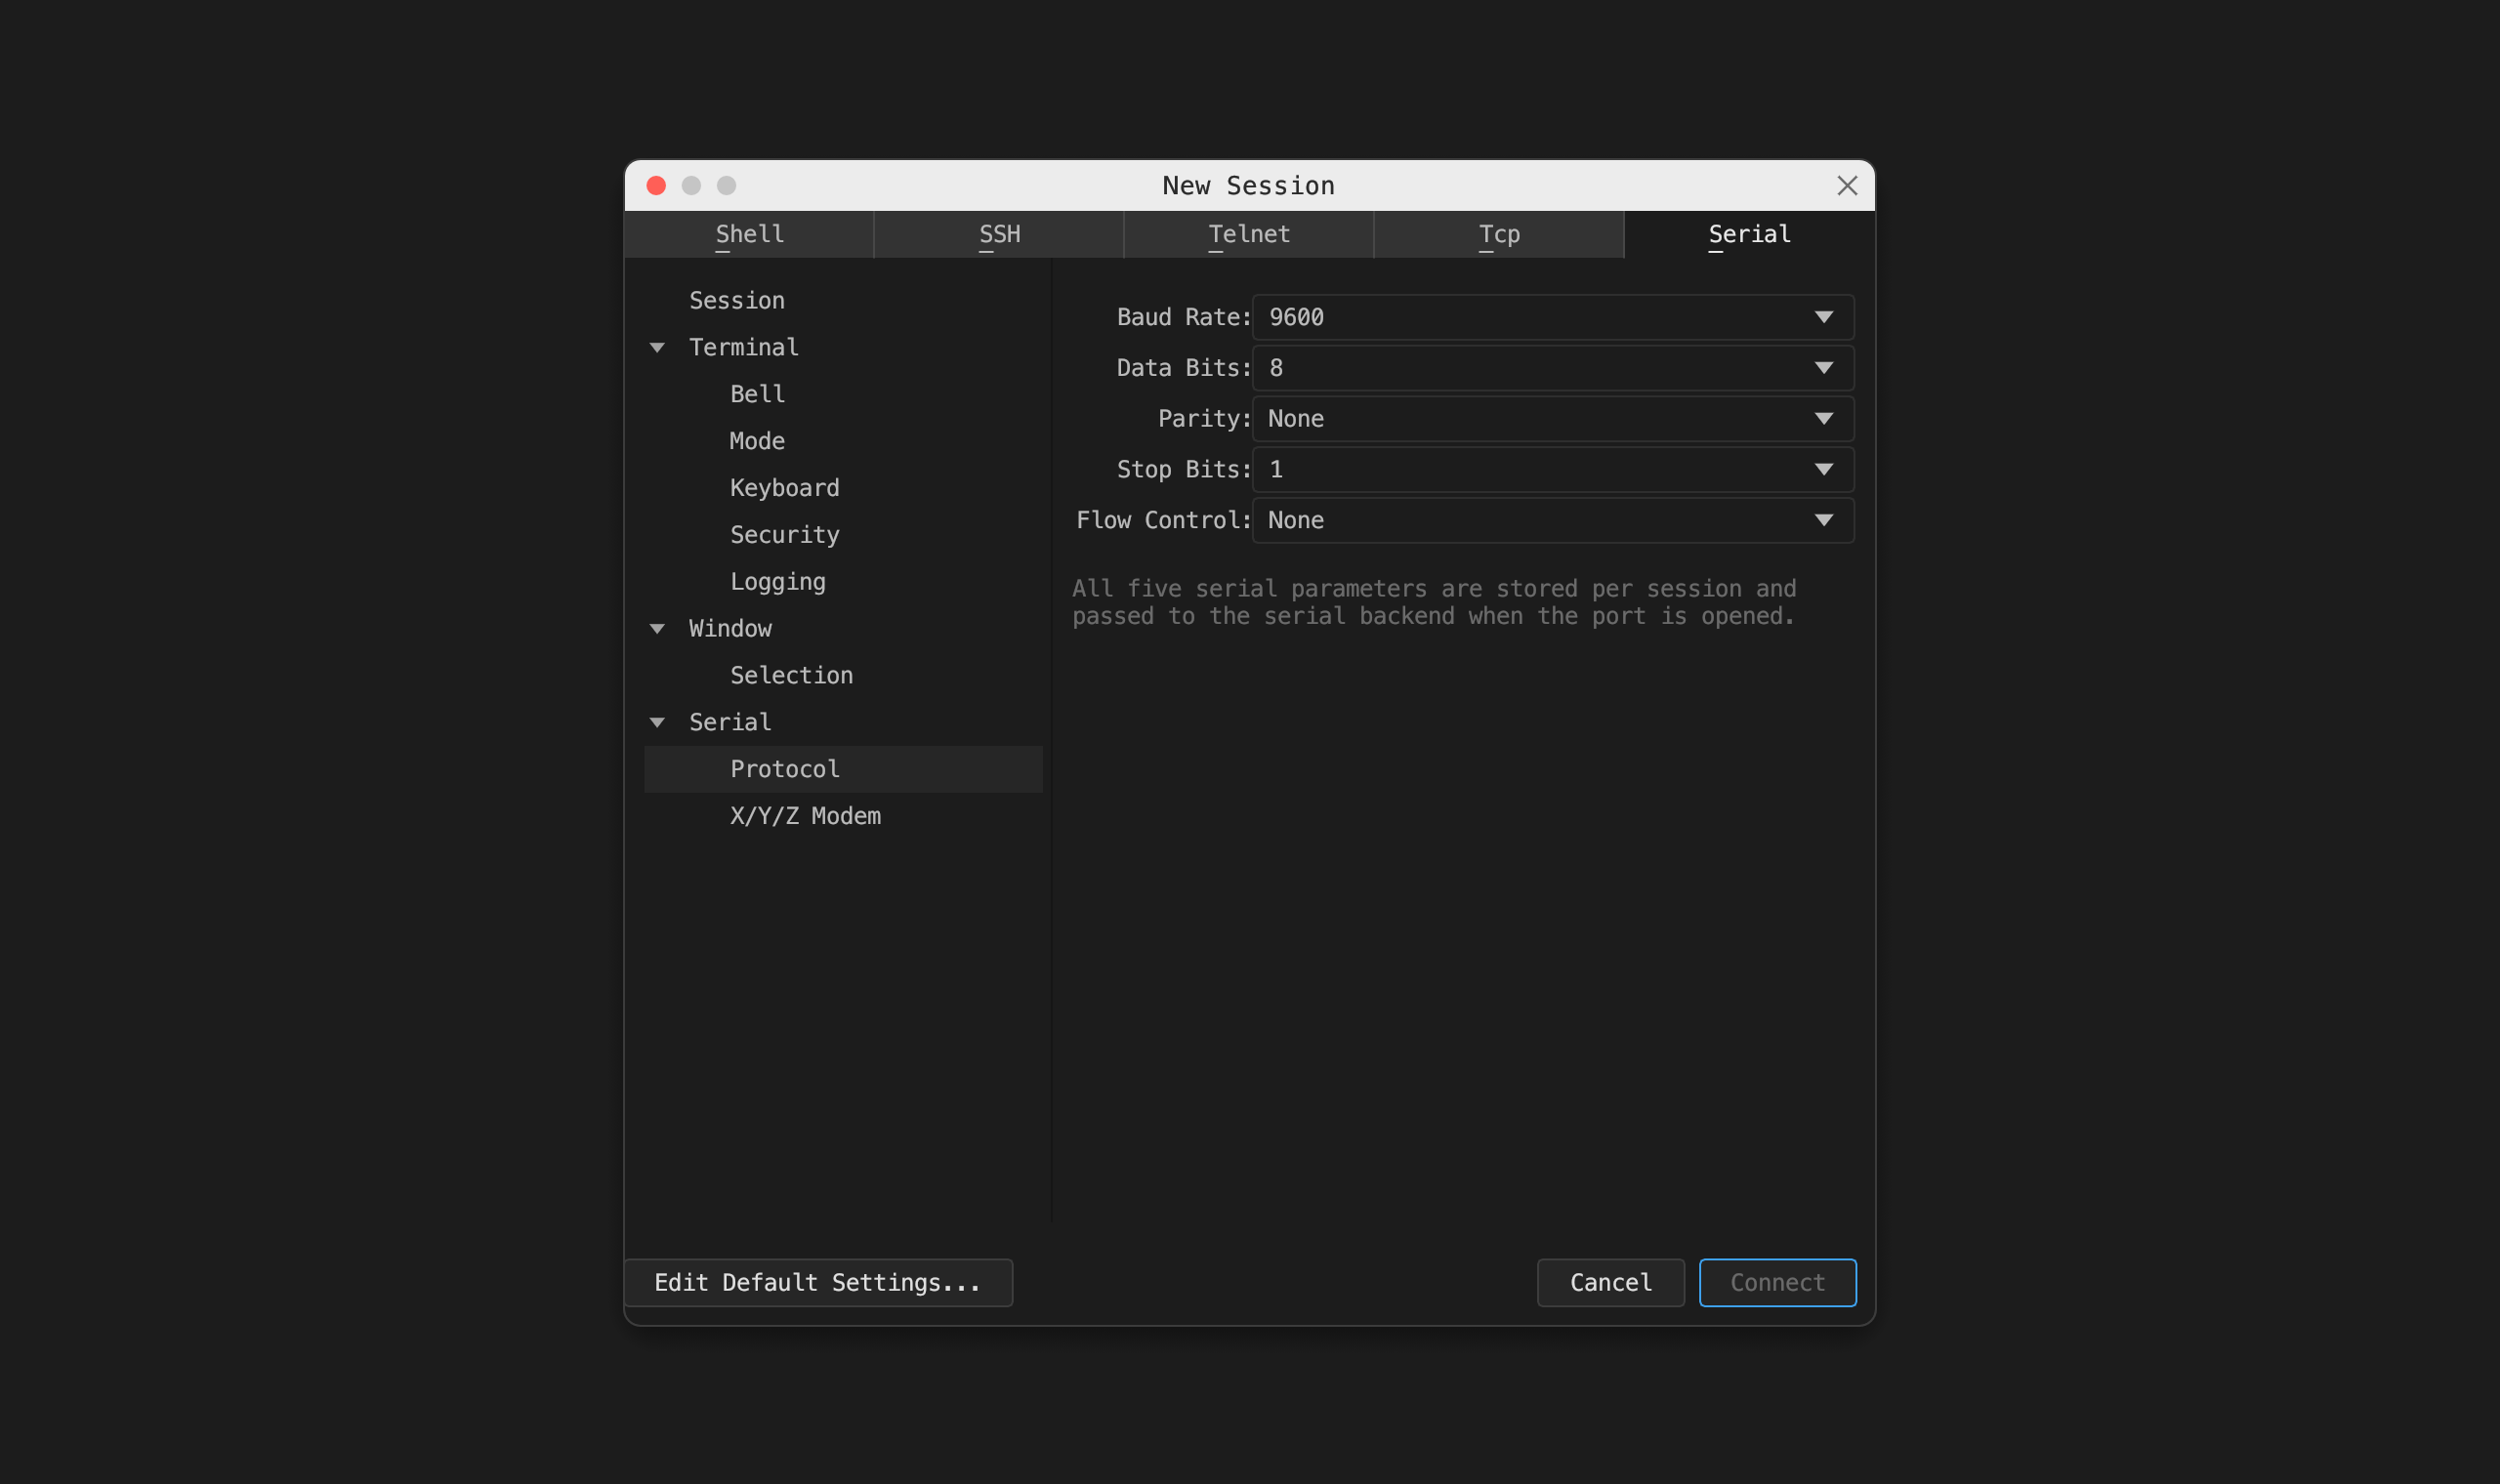 New Session
Shell
SSH
Telnet
Tcp
Serial
Session
Terminal
Bell
Mode
Keyboard
Security
Logging
Window
Selection
Serial
Protocol
X/Y/Z Modem
Baud Rate: 9600
Data Bits: 8
Parity: None
Stop Bits: 1
Flow Control: None
All five serial parameters are stored per session and
passed to the serial backend when the port is opened.
Edit Default Settings...
Cancel
Connect